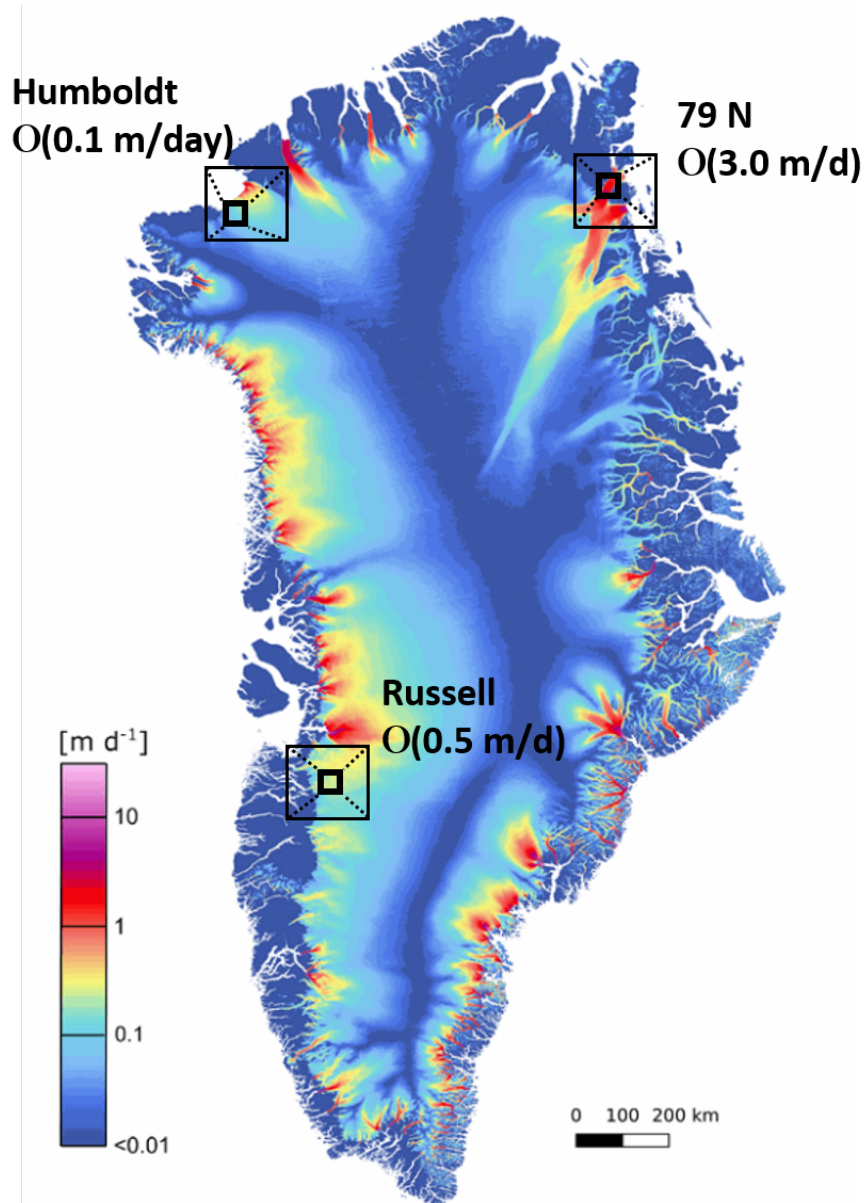 Humboldt
O(0.1 m/day)
79 N
O(3.0 m/d)
Russell
O(0.5 m/d)
[m d⁻¹]
10
1
0.1
<0.01
0 100 200 km